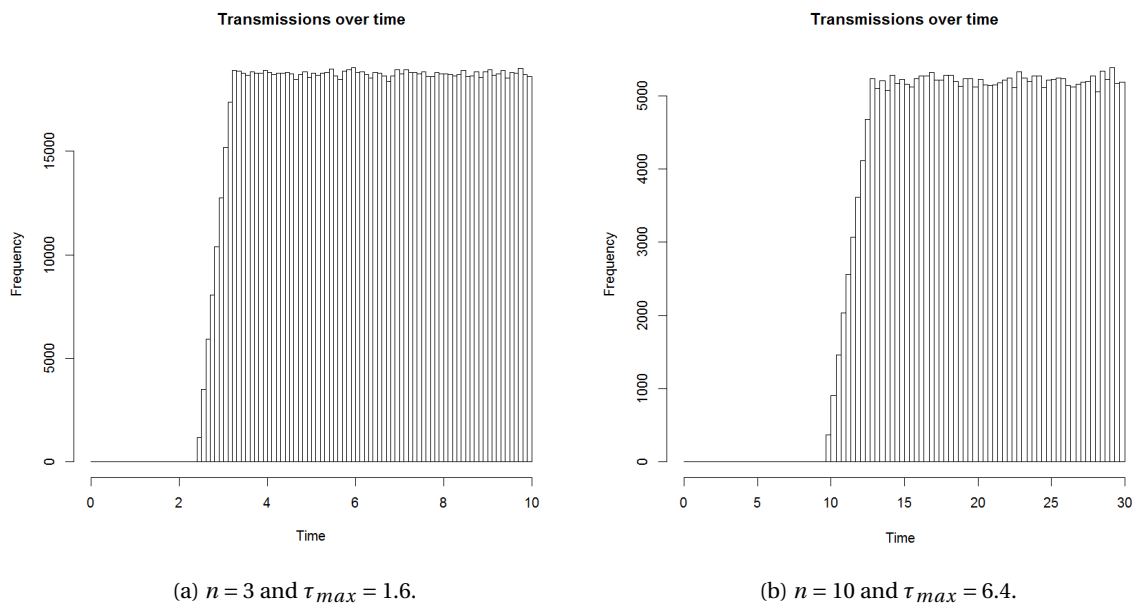 Transmissions over time
Frequency
0
5000
10000
15000
0 2 4 6 8 10
Time
(a) n = 3 and τmax = 1.6.
Transmissions over time
Frequency
0
1000
2000
3000
4000
5000
0 5 10 15 20 25 30
Time
(b) n = 10 and τmax = 6.4.